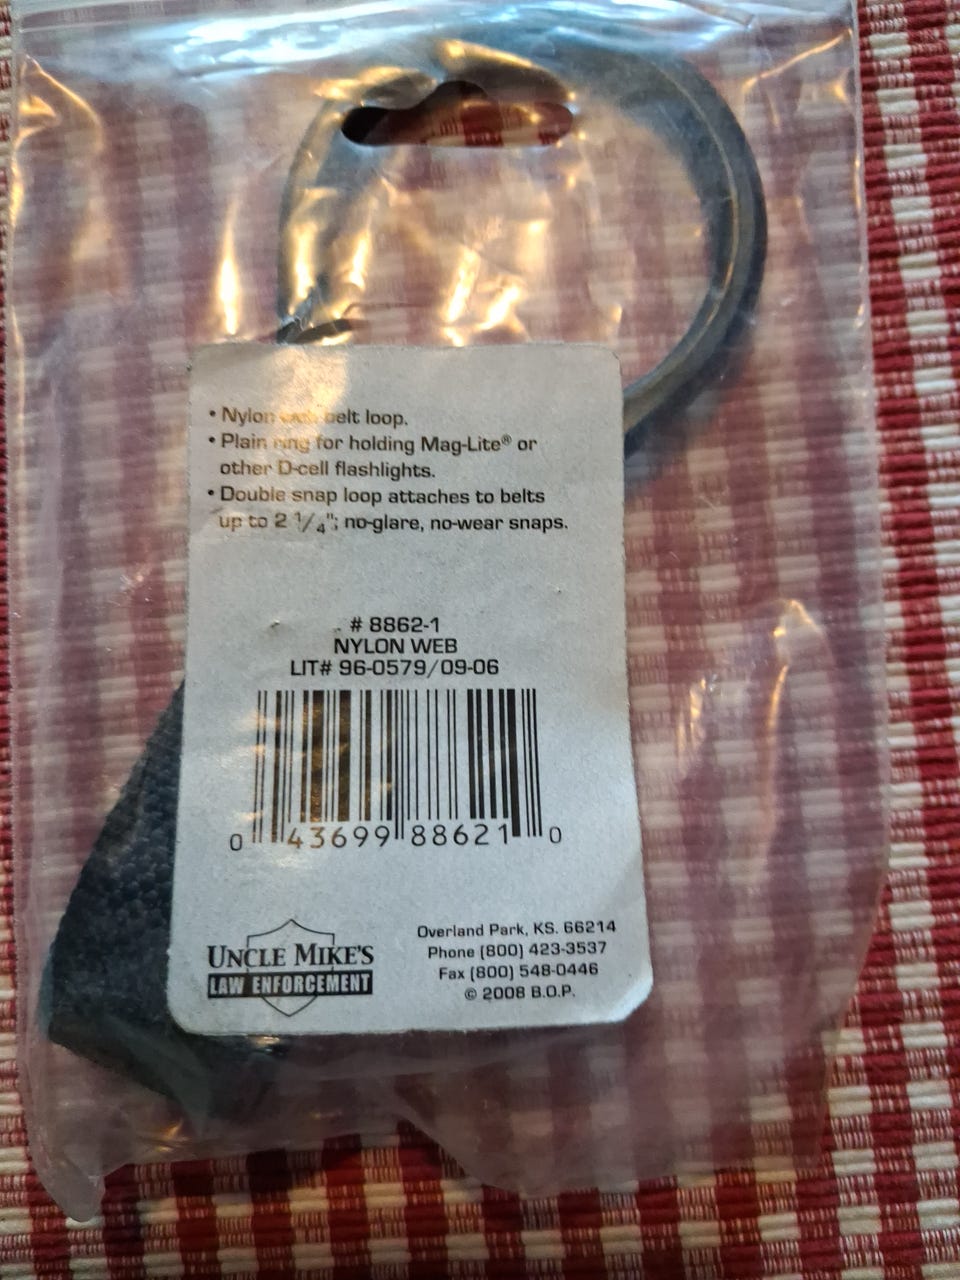 • Nylon web belt loop.
• Plain ring for holding Mag-Lite® or
other D-cell flashlights.
• Double snap loop attaches to belts
up to 2 1/4"; no-glare, no-wear snaps.
# 8862-1
NYLON WEB
LIT# 96-0579/09-06
0 43699 88621 0
UNCLE MIKE'S
LAW ENFORCEMENT
Overland Park, KS. 66214
Phone (800) 423-3537
Fax (800) 548-0446
© 2008 B.O.P.